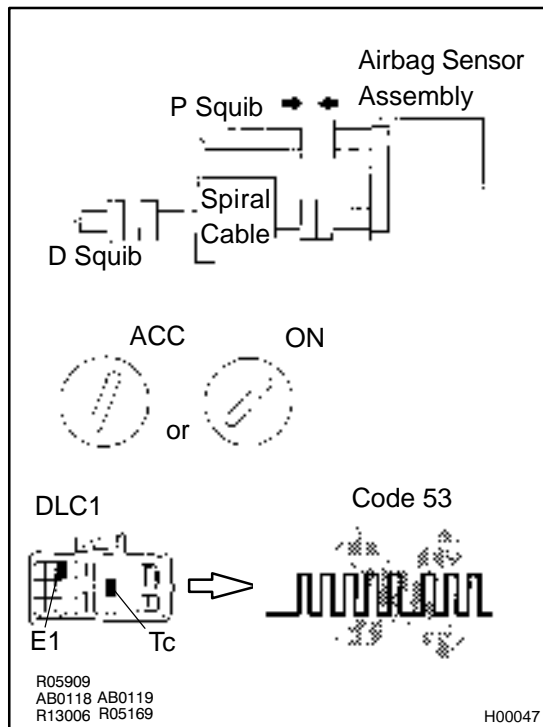 Airbag Sensor
Assembly
P Squib
Spiral
Cable
D Squib
ACC
ON
or
DLC1
Code 53
E1
Tc
R05909
AB0118 AB0119
R13006 R05169
H00047